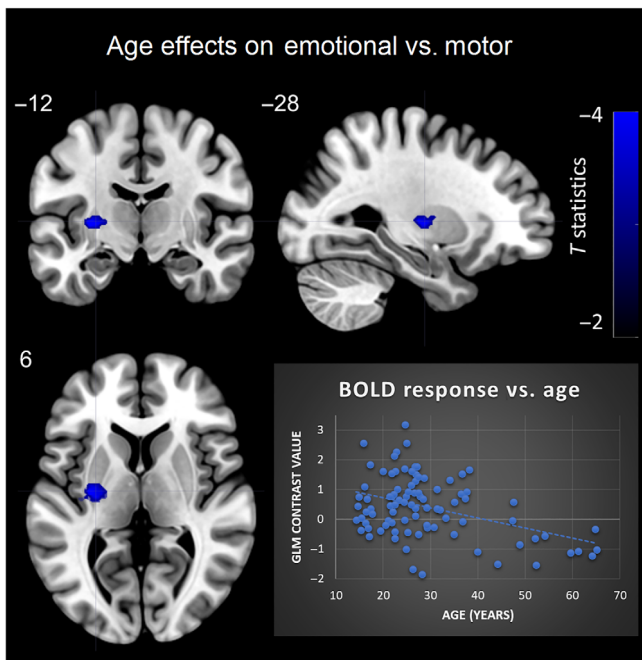 Age effects on emotional vs. motor
−12
−28
−4
T statistics
−2
6
BOLD response vs. age
GLM CONTRAST VALUE
3
2
1
0
−1
−2
10 20 30 40 50 60 70
AGE (YEARS)